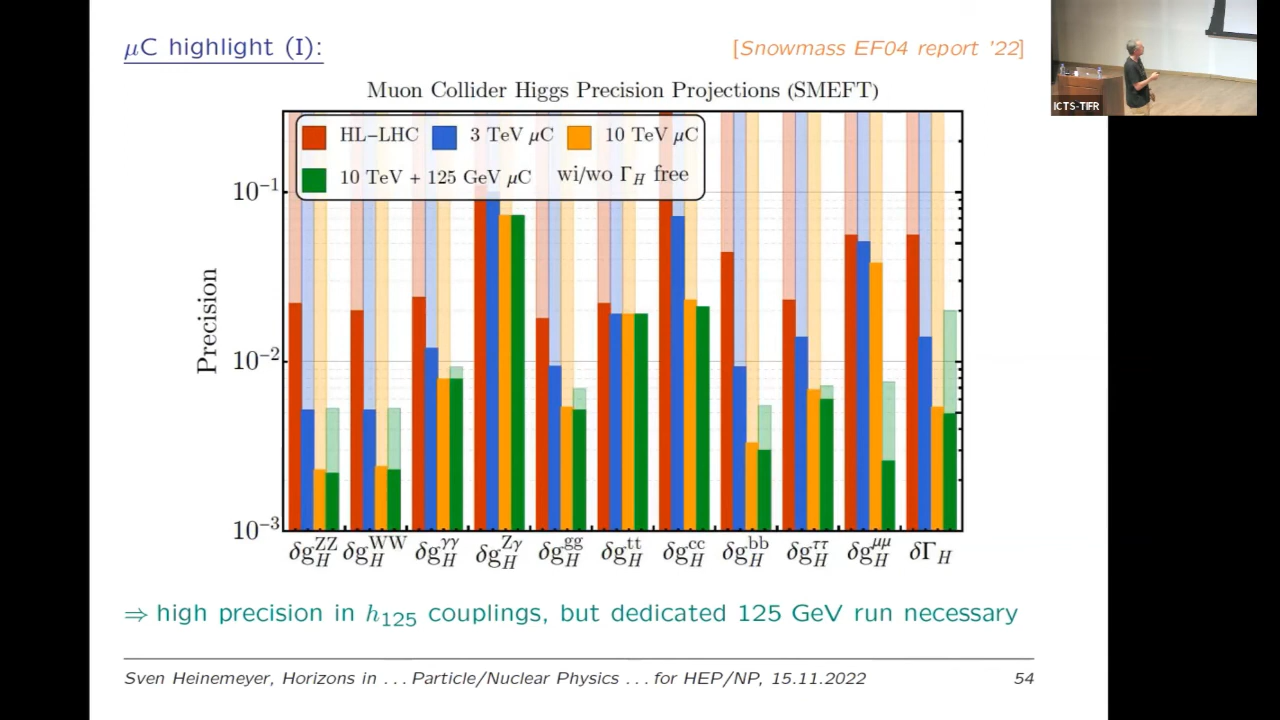 μC highlight (I):
[Snowmass EF04 report '22]
ICTS-TIFR
Muon Collider Higgs Precision Projections (SMEFT)
HL−LHC 3 TeV μC 10 TeV μC
10 TeV + 125 GeV μC wi/wo Γ_H free
Precision
10⁻¹
10⁻²
10⁻³
δg_H^ZZ δg_H^WW δg_H^γγ δg_H^Zγ δg_H^gg δg_H^tt δg_H^cc δg_H^bb δg_H^ττ δg_H^μμ δΓ_H
⇒ high precision in h₁₂₅ couplings, but dedicated 125 GeV run necessary
Sven Heinemeyer, Horizons in ... Particle/Nuclear Physics ... for HEP/NP, 15.11.2022 54